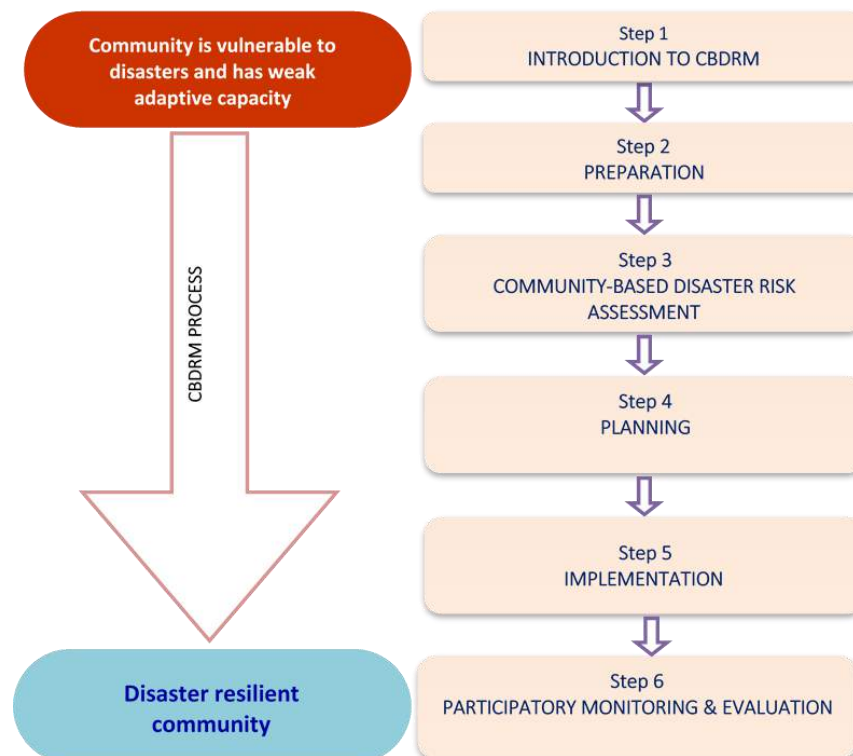 Community is vulnerable to
disasters and has weak
adaptive capacity
CBDRM PROCESS
Disaster resilient
community
Step 1
INTRODUCTION TO CBDRM
Step 2
PREPARATION
Step 3
COMMUNITY-BASED DISASTER RISK
ASSESSMENT
Step 4
PLANNING
Step 5
IMPLEMENTATION
Step 6
PARTICIPATORY MONITORING & EVALUATION